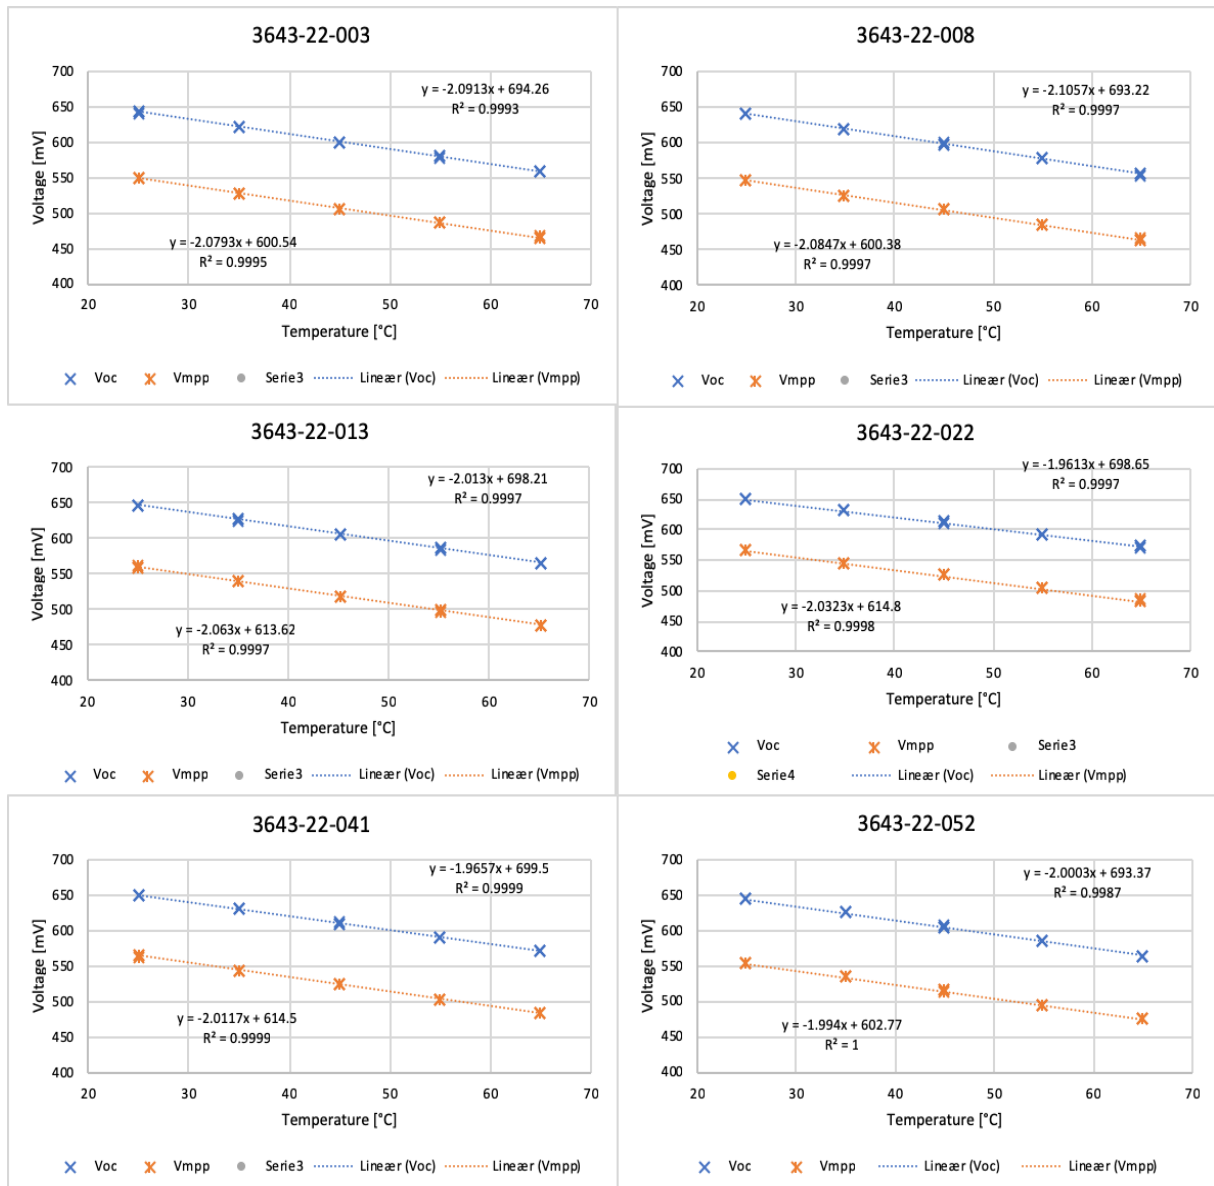 3643-22-003
y = -2.0913x + 694.26
R² = 0.9993
y = -2.0793x + 600.54
R² = 0.9995
700
650
600
550
500
450
400
20 30 40 50 60 70
Voltage [mV]
Temperature [°C]
Voc Vmpp Serie3 Lineær (Voc) Lineær (Vmpp)
3643-22-008
y = -2.1057x + 693.22
R² = 0.9997
y = -2.0847x + 600.38
R² = 0.9997
700
650
600
550
500
450
400
20 30 40 50 60 70
Voltage [mV]
Temperature [°C]
Voc Vmpp Serie3 Lineær (Voc) Lineær (Vmpp)
3643-22-013
y = -2.013x + 698.21
R² = 0.9997
y = -2.063x + 613.62
R² = 0.9997
700
650
600
550
500
450
400
20 30 40 50 60 70
Voltage [mV]
Temperature [°C]
Voc Vmpp Serie3 Lineær (Voc) Lineær (Vmpp)
3643-22-022
y = -1.9613x + 698.65
R² = 0.9997
y = -2.0323x + 614.8
R² = 0.9998
700
650
600
550
500
450
400
20 30 40 50 60 70
Voltage [mV]
Temperature [°C]
Voc Vmpp Serie3
Serie4 Lineær (Voc) Lineær (Vmpp)
3643-22-041
y = -1.9657x + 699.5
R² = 0.9999
y = -2.0117x + 614.5
R² = 0.9999
700
650
600
550
500
450
400
20 30 40 50 60 70
Voltage [mV]
Temperature [°C]
Voc Vmpp Serie3 Lineær (Voc) Lineær (Vmpp)
3643-22-052
y = -2.0003x + 693.37
R² = 0.9987
y = -1.994x + 602.77
R² = 1
700
650
600
550
500
450
400
20 30 40 50 60 70
Voltage [mV]
Temperature [°C]
Voc Vmpp Lineær (Voc) Lineær (Vmpp)